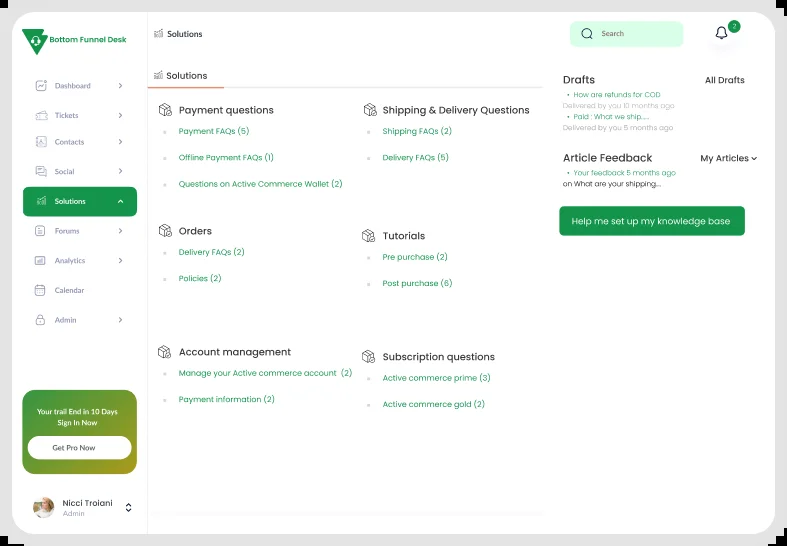 Bottom Funnel Desk
Dashboard
Tickets
Contacts
Social
Solutions
Forums
Analytics
Calendar
Admin
Your trail End in 10 Days
Sign In Now
Get Pro Now
Nicci Troiani
Admin
Solutions
Search
2
Solutions
Payment questions
Payment FAQs (5)
Offline Payment FAQs (1)
Questions on Active Commerce Wallet (2)
Shipping & Delivery Questions
Shipping FAQs (2)
Delivery FAQs (5)
Orders
Delivery FAQs (2)
Policies (2)
Tutorials
Pre purchase (2)
Post purchase (6)
Account management
Manage your Active commerce account (2)
Payment information (2)
Subscription questions
Active commerce prime (3)
Active commerce gold (2)
Drafts
All Drafts
How are refunds for COD
Delivered by you 10 months ago
Paid : What we ship.....
Delivered by you 5 months ago
Article Feedback
My Articles
Your feedback 5 months ago
on What are your shipping...
Help me set up my knowledge base